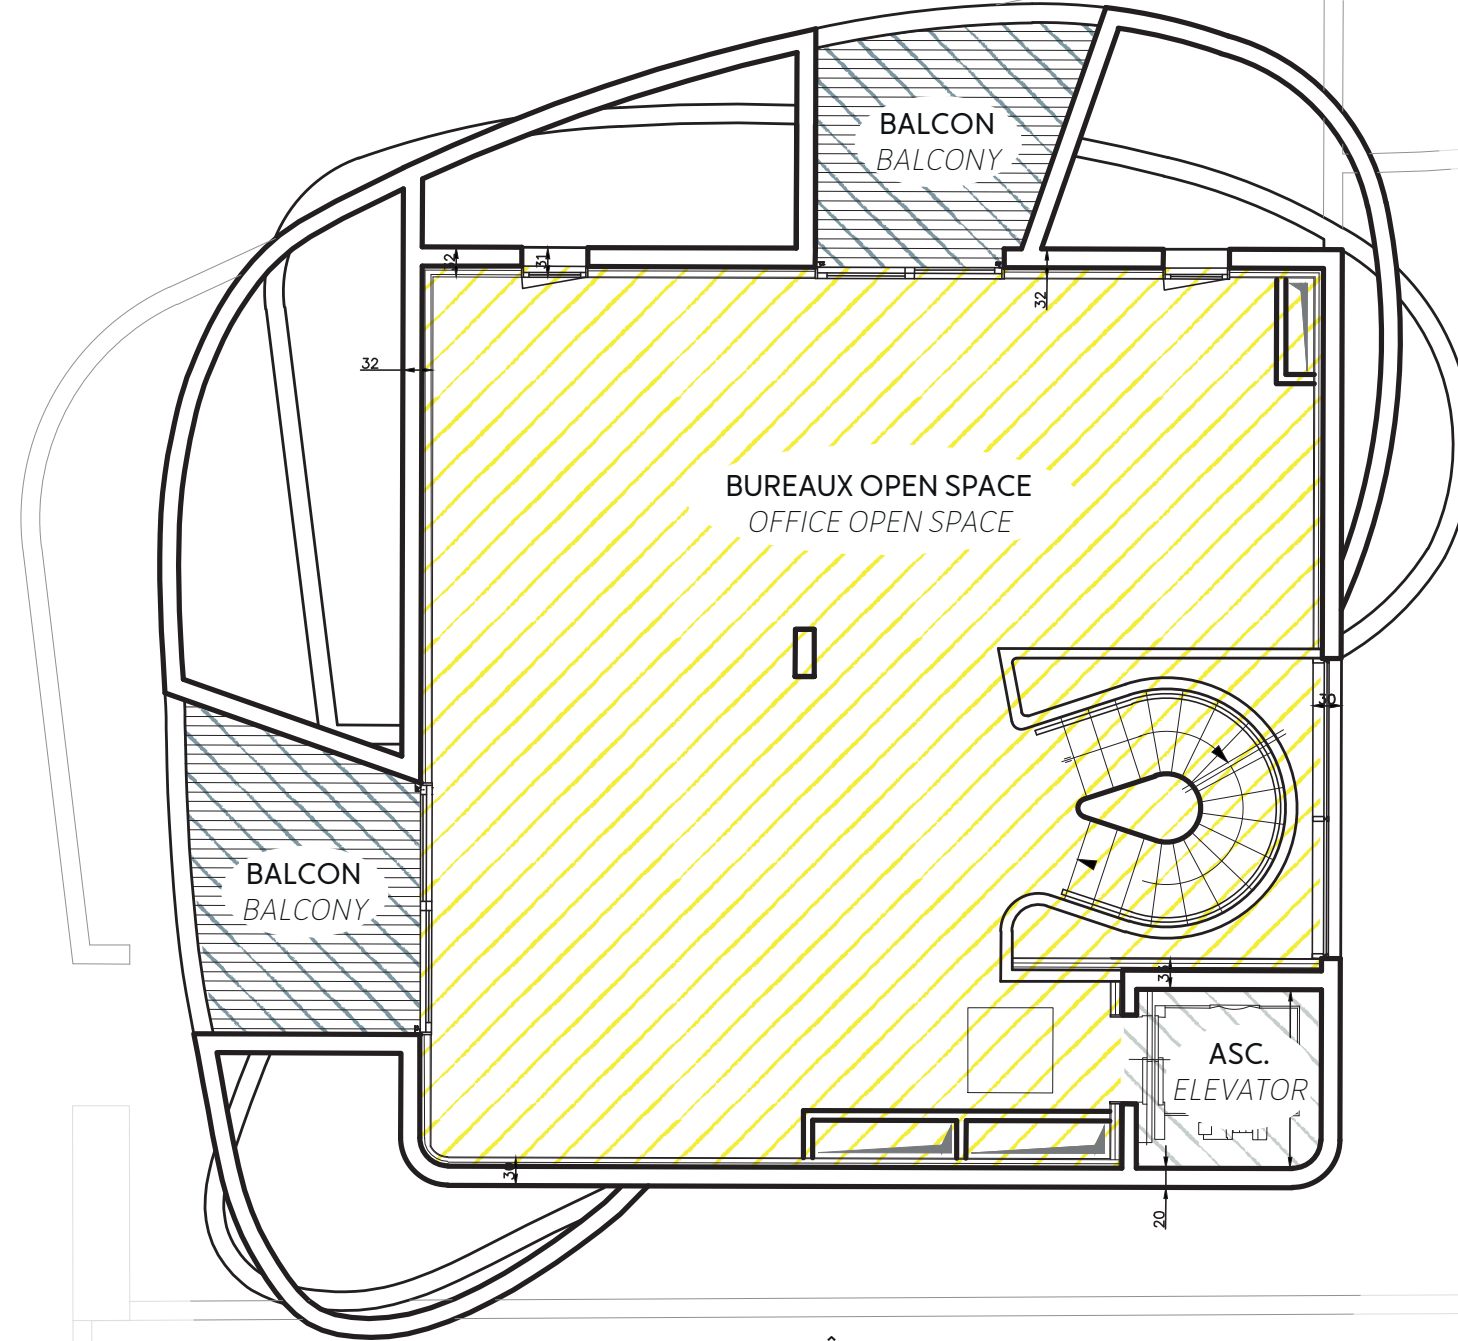 BALCON
BALCONY
32
31
32
32
BUREAUX OPEN SPACE
OFFICE OPEN SPACE
30
BALCON
BALCONY
ASC.
ELEVATOR
20